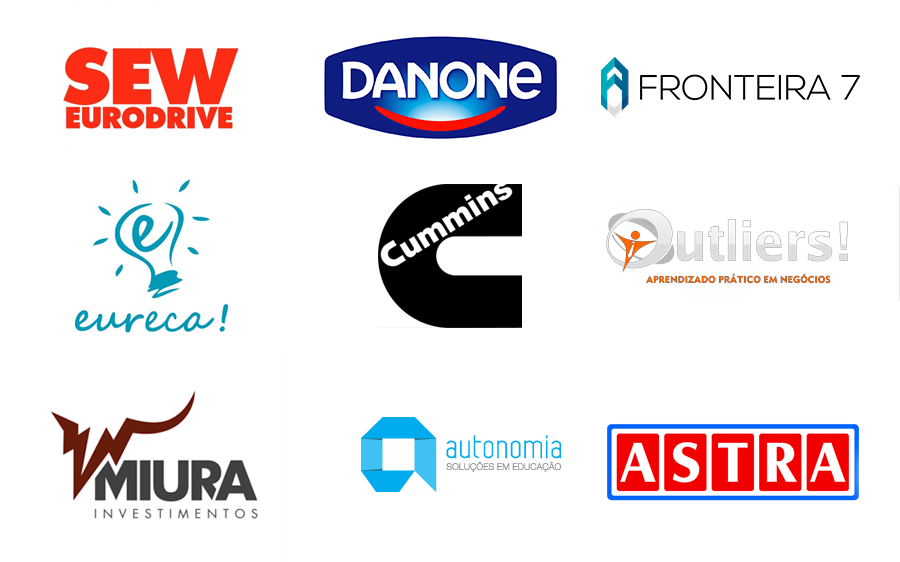 SEW
EURODRIVE
DANONE
FRONTEIRA 7
e
eureca!
Cummins
Outliers!
APRENDIZADO PRÁTICO EM NEGÓCIOS
MIURA
INVESTIMENTOS
autonomia
SOLUÇÕES EM EDUCAÇÃO
ASTRA